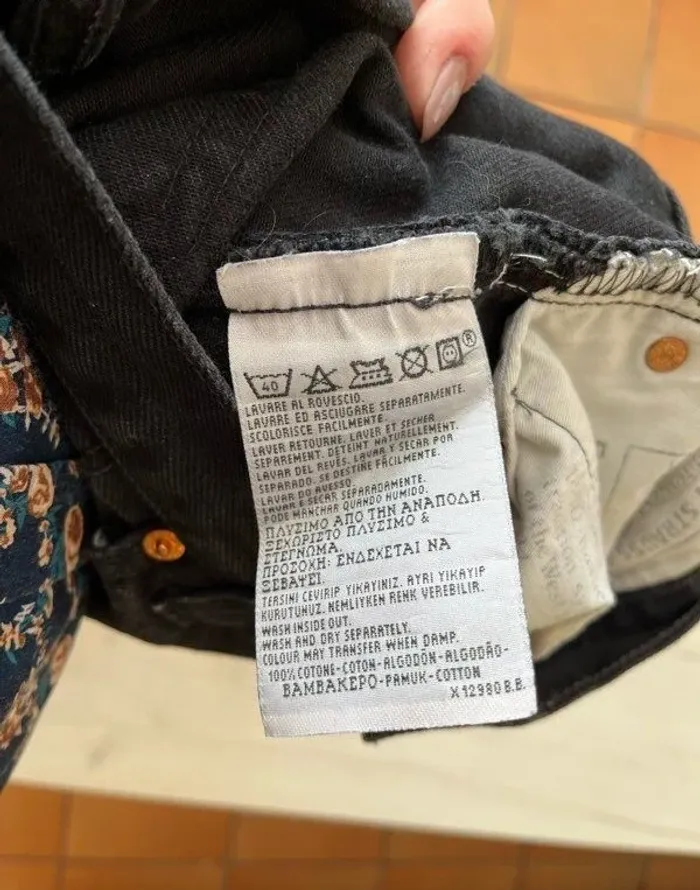 40 ®
LAVARE AL ROVESCIO.
LAVARE ED ASCIUGARE SEPARATAMENTE.
SCOLORISCE FACILMENTE.
LAVER RETOURNE. LAVER ET SECHER
SEPAREMENT. DETEINT NATURELLEMENT.
LAVAR DEL REVÉS. LAVAR Y SECAR POR
SEPARADO. SE DESTIÑE FÁCILMENTE.
LAVAR DO AVESSO.
LAVAR E SECAR SEPARADAMENTE.
PODE MANCHAR QUANDO HUMIDO.
ΠΛΥΣΙΜΟ ΑΠΟ ΤΗΝ ΑΝΑΠΟΔΗ.
ΞΕΧΩΡΙΣΤΟ ΠΛΥΣΙΜΟ &
ΣΤΕΓΝΩΜΑ.
ΠΡΟΣΟΧΗ: ΕΝΔΕΧΕΤΑΙ ΝΑ
ΞΕΒΑΨΕΙ.
TERSINI CEVIRIP YIKAYINIZ. AYRI YIKAYIP
KURUTUNUZ. NEMLIYKEN RENK VEREBILIR.
WASH INSIDE OUT.
WASH AND DRY SEPARATELY.
COLOUR MAY TRANSFER WHEN DAMP.
100% COTONE-COTON-ALGODÓN-ALGODÃO-
ΒΑΜΒΑΚΕΡΟ-PAMUK-COTTON
X12980B.B.
STRAUSS